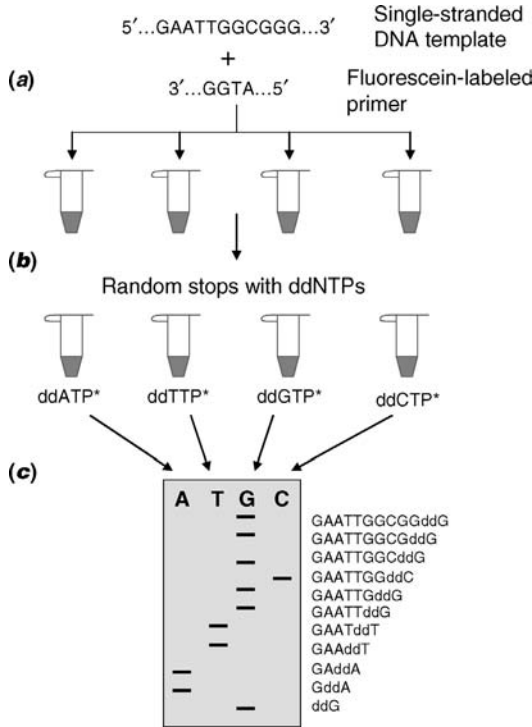 5′...GAATTGGCGGG...3′
Single-stranded
DNA template
+
(a)
3′...GGTA...5′
Fluorescein-labeled
primer
(b)
Random stops with ddNTPs
ddATP* ddTTP* ddGTP* ddCTP*
(c)
A T G C
GAATTGGCGGddG
GAATTGGCGddG
GAATTGGCddG
GAATTGGddC
GAATTGddG
GAATTddG
GAATddT
GAAddT
GAddA
GddA
ddG